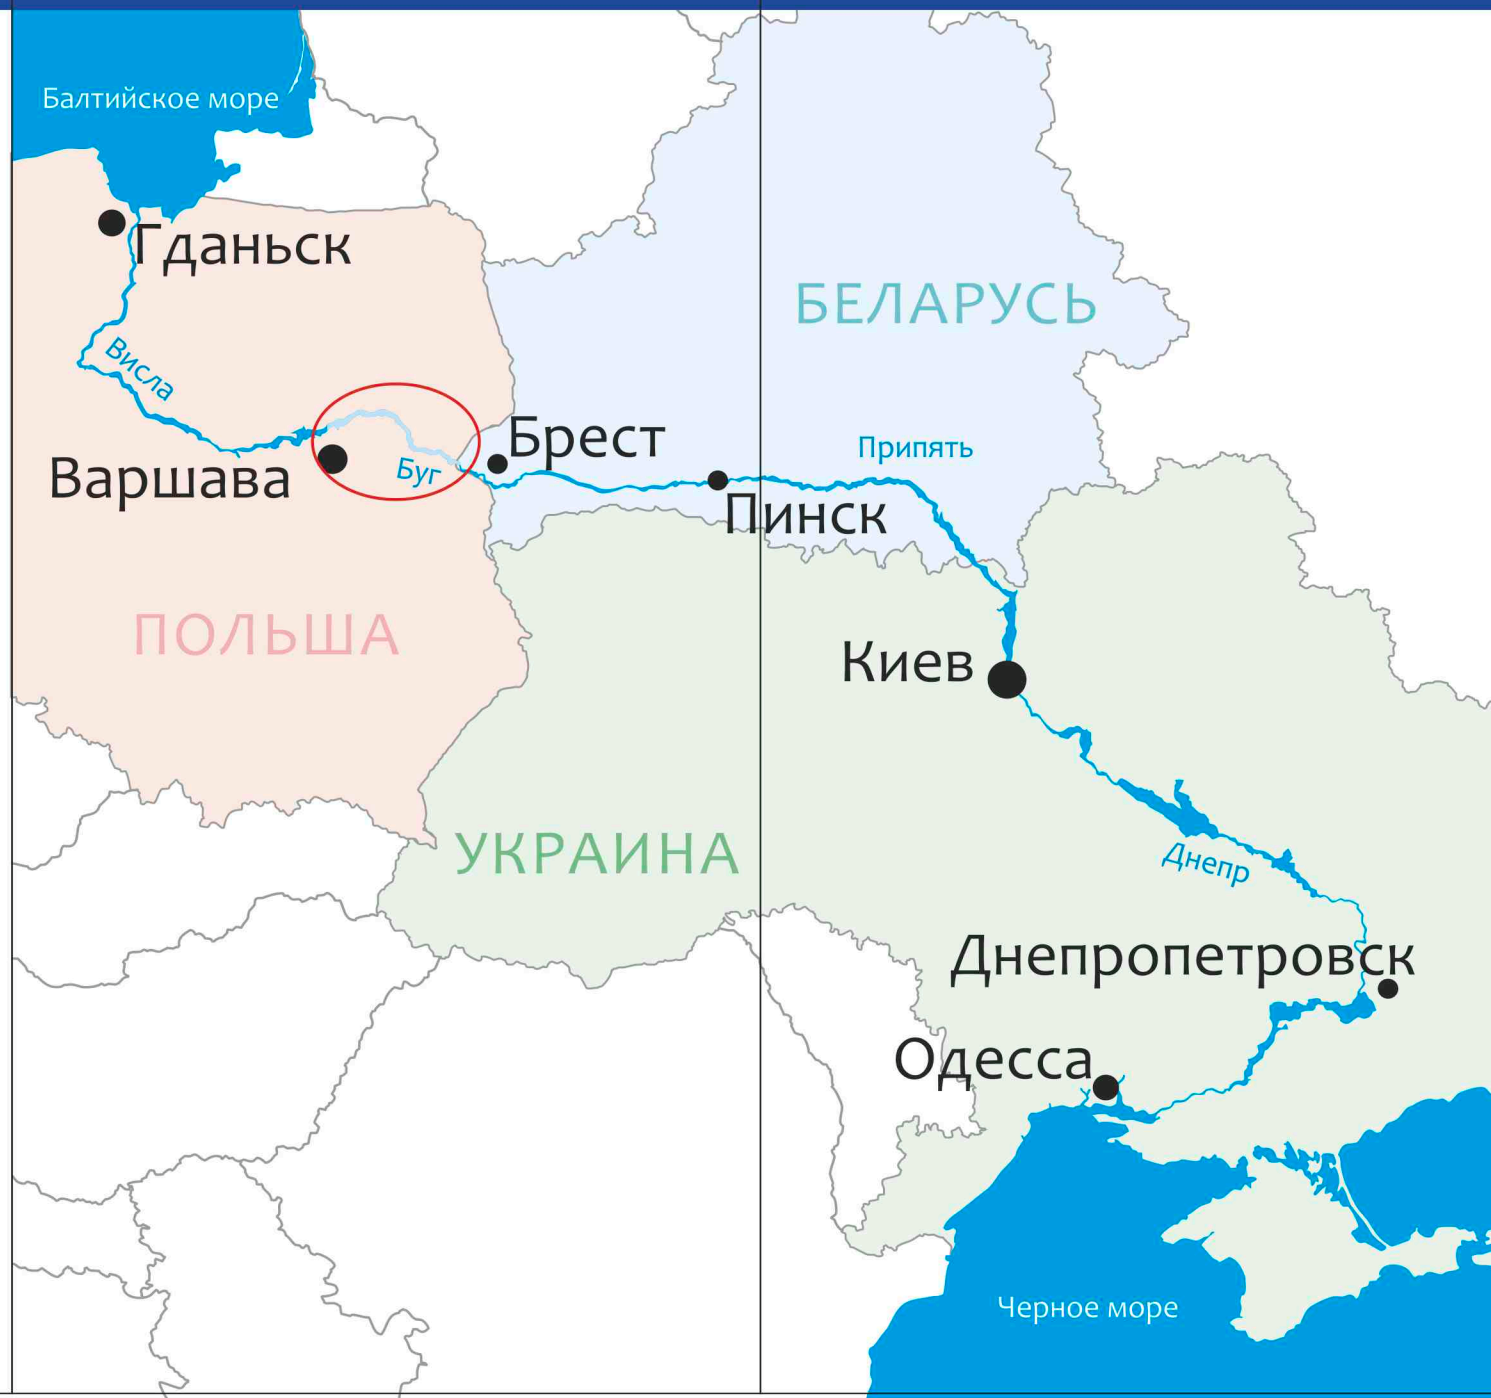 Балтийское море
Гданьск
БЕЛАРУСЬ
Висла
Брест
Припять
Варшава
Буг
Пинск
ПОЛЬША
Киев
УКРАИНА
Днепр
Днепропетровск
Одесса
Черное море